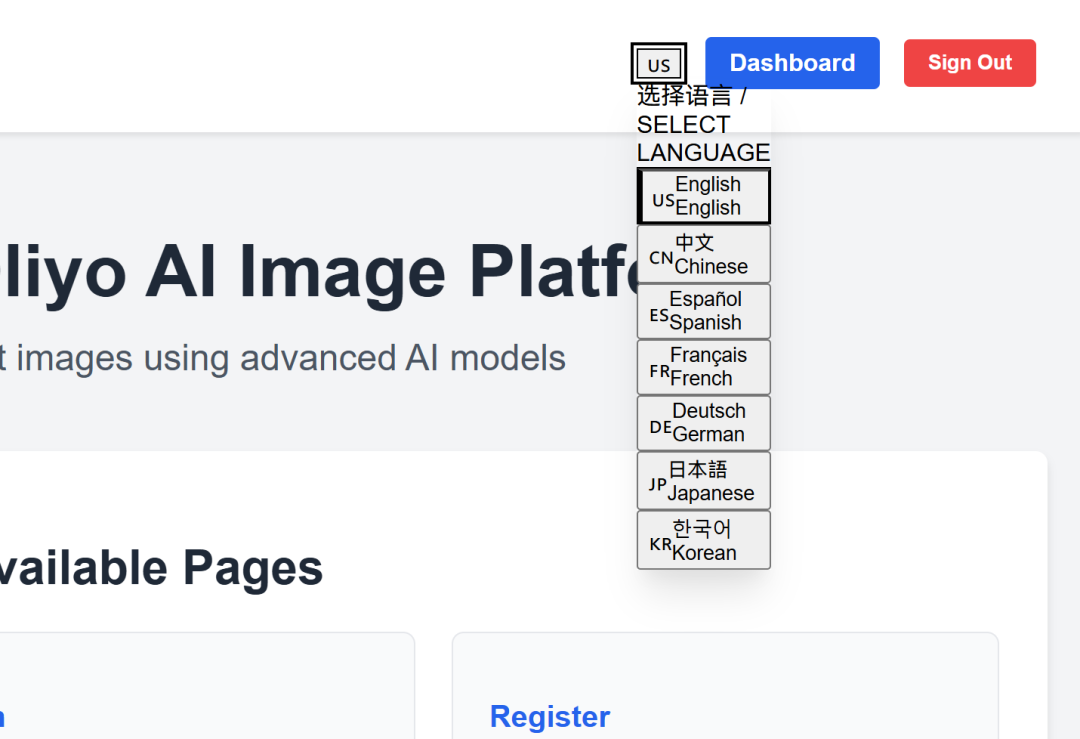 US
Dashboard
Sign Out
选择语言 /
SELECT
LANGUAGE
US English
English
CN 中文
Chinese
ES Español
Spanish
FR Français
French
DE Deutsch
German
JP 日本語
Japanese
KR 한국어
Korean
liyo AI Image Platf
images using advanced AI models
vailable Pages
Register